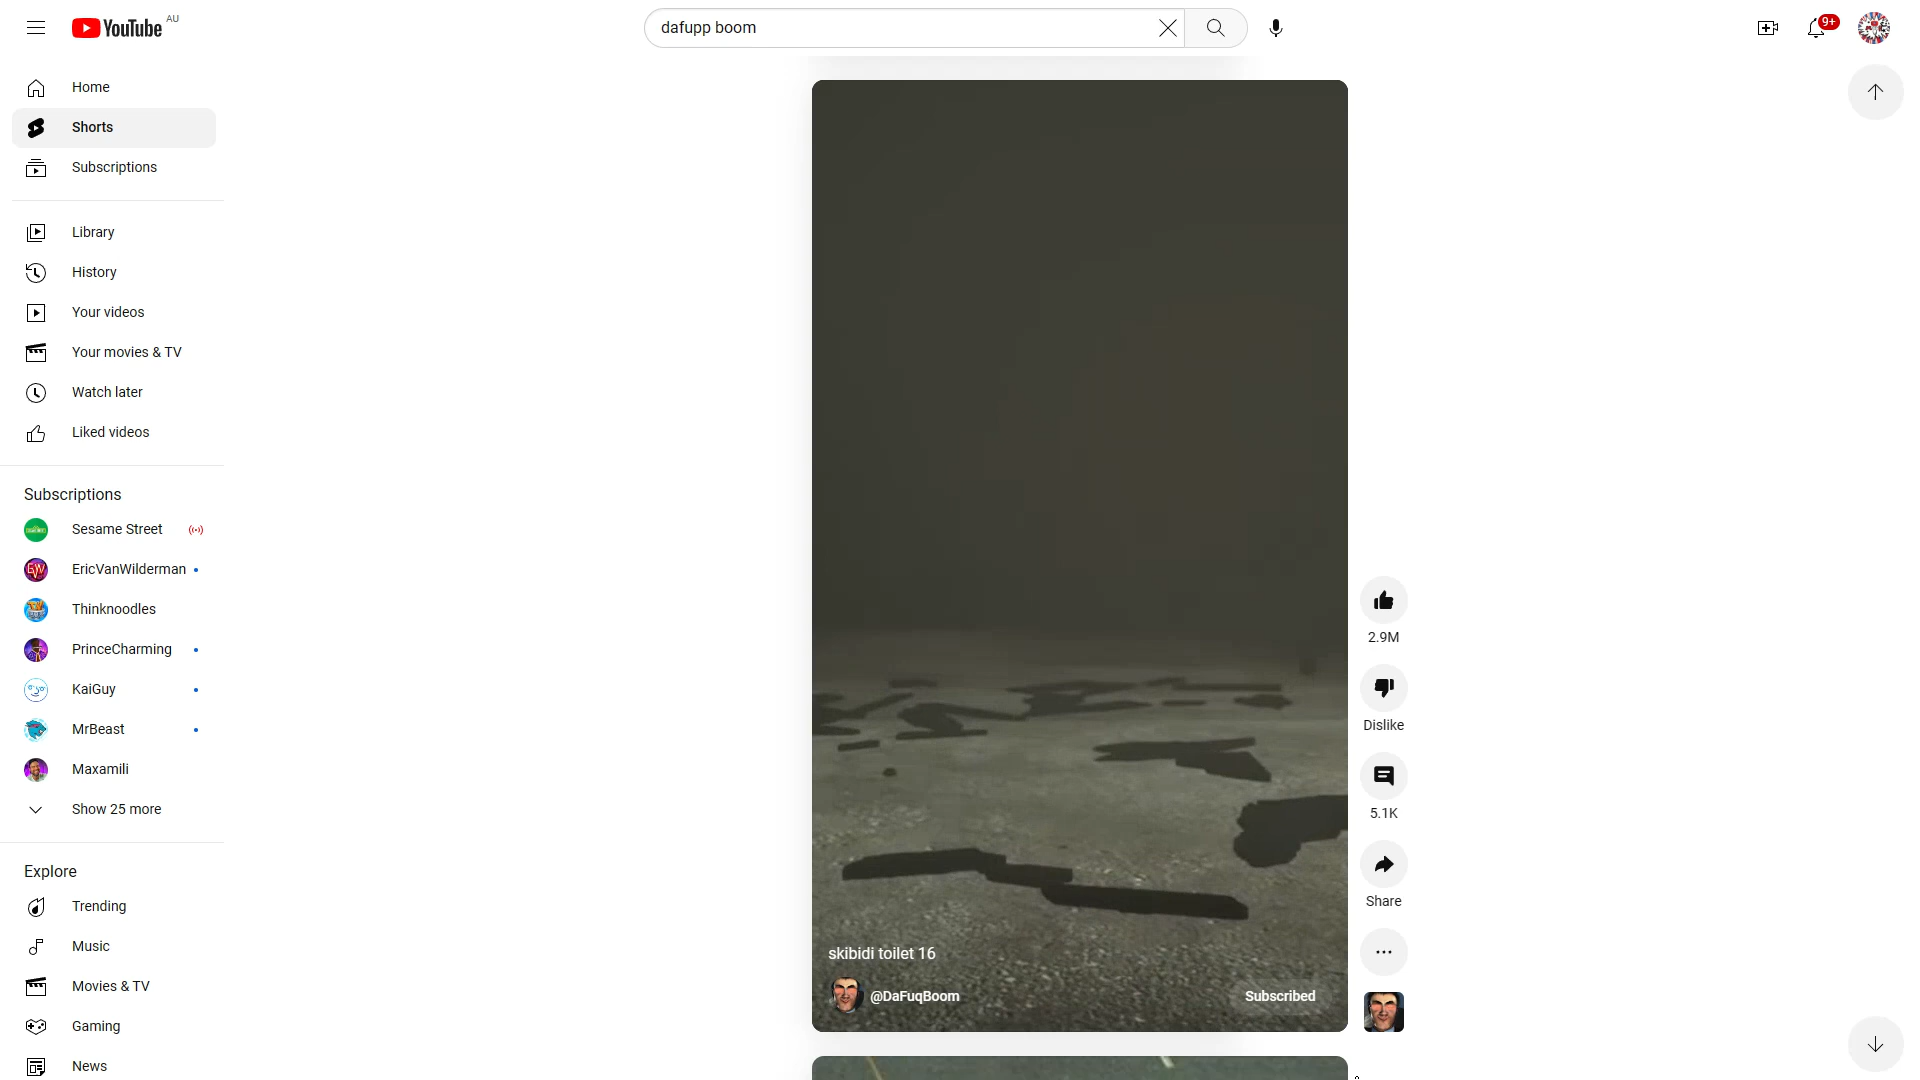 YouTube AU
dafupp boom
9+
Home
Shorts
Subscriptions
Library
History
Your videos
Your movies & TV
Watch later
Liked videos
Subscriptions
Sesame Street
EricVanWilderman
Thinknoodles
PrinceCharming
KaiGuy
MrBeast
Maxamili
Show 25 more
Explore
Trending
Music
Movies & TV
Gaming
News
skibidi toilet 16
@DaFuqBoom
Subscribed
2.9M
Dislike
5.1K
Share